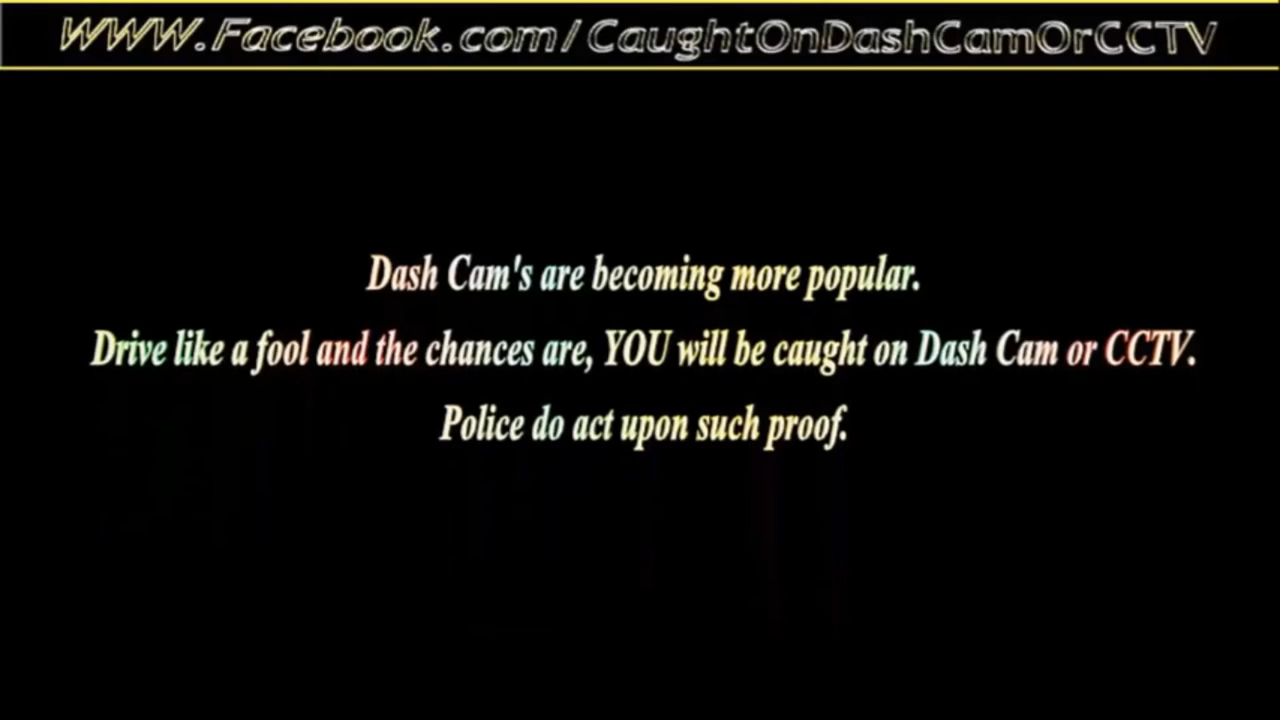 WWW.Facebook.com/CaughtOnDashCamOrCCTV
Dash Cam's are becoming more popular.
Drive like a fool and the chances are, YOU will be caught on Dash Cam or CCTV.
Police do act upon such proof.